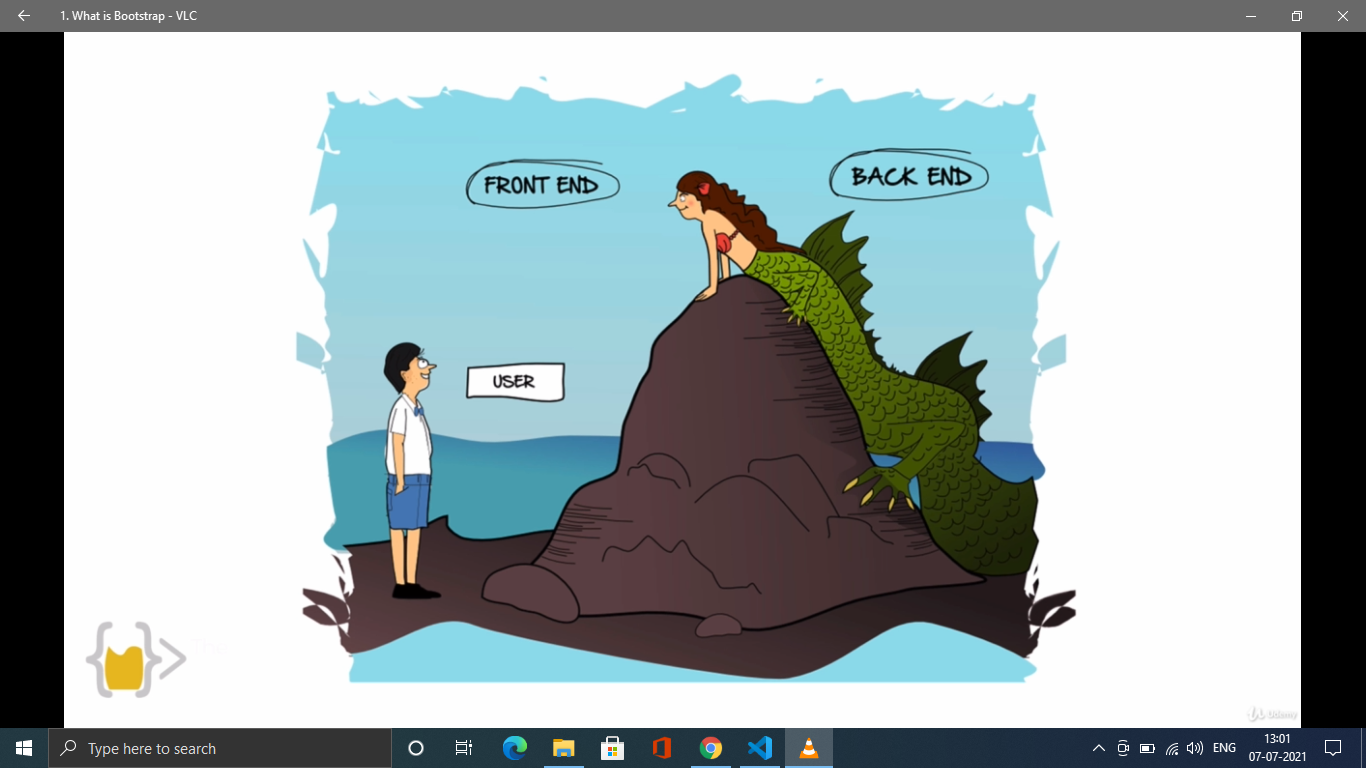 1. What is Bootstrap - VLC
FRONT END
BACK END
USER
Udemy
Type here to search
ENG
13:01
07-07-2021